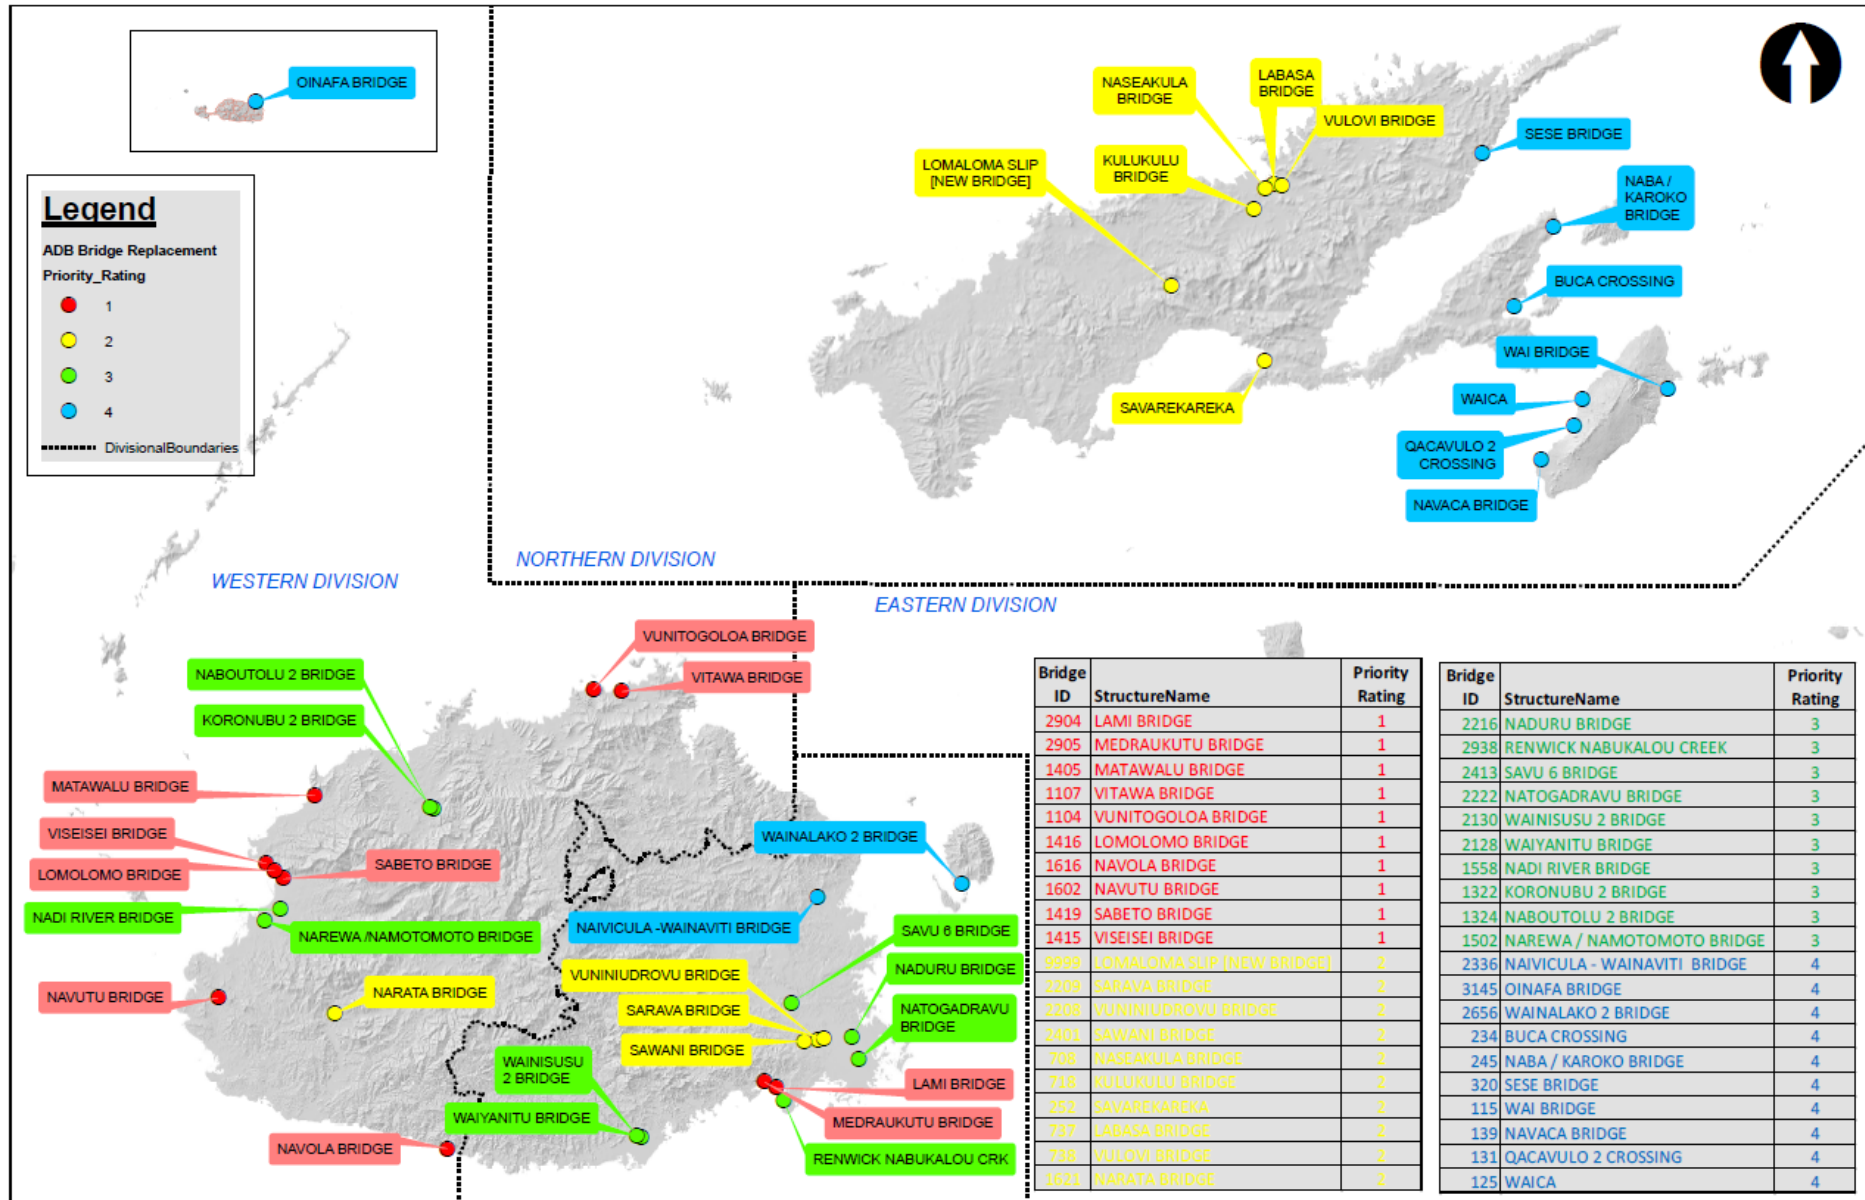 OINAFA BRIDGE
Legend
ADB Bridge Replacement
Priority_Rating
1
2
3
4
DivisionalBoundaries
NASEAKULA
BRIDGE
LABASA
BRIDGE
VULOVI BRIDGE
LOMALOMA SLIP
[NEW BRIDGE]
KULUKULU
BRIDGE
SESE BRIDGE
NABA /
KAROKO
BRIDGE
BUCA CROSSING
WAI BRIDGE
WAICA
SAVAREKAREKA
QACAVULO 2
CROSSING
NAVACA BRIDGE
NORTHERN DIVISION
WESTERN DIVISION
EASTERN DIVISION
VUNITOGOLOA BRIDGE
VITAWA BRIDGE
NABOUTOLU 2 BRIDGE
KORONUBU 2 BRIDGE
MATAWALU BRIDGE
VISEISEI BRIDGE
LOMOLOMO BRIDGE
SABETO BRIDGE
NADI RIVER BRIDGE
NAREWA /NAMOTOMOTO BRIDGE
NAVUTU BRIDGE
NARATA BRIDGE
WAINALAKO 2 BRIDGE
NAIVICULA -WAINAVITI BRIDGE
SAVU 6 BRIDGE
VUNINIUDROVU BRIDGE
NADURU BRIDGE
SARAVA BRIDGE
NATOGADRAVU
BRIDGE
SAWANI BRIDGE
WAINISUSU
2 BRIDGE
WAIYANITU BRIDGE
LAMI BRIDGE
MEDRAUKUTU BRIDGE
NAVOLA BRIDGE
RENWICK NABUKALOU CRK
Bridge ID StructureName Priority Rating
2904 LAMI BRIDGE 1
2905 MEDRAUKUTU BRIDGE 1
1405 MATAWALU BRIDGE 1
1107 VITAWA BRIDGE 1
1104 VUNITOGOLOA BRIDGE 1
1416 LOMOLOMO BRIDGE 1
1616 NAVOLA BRIDGE 1
1602 NAVUTU BRIDGE 1
1419 SABETO BRIDGE 1
1415 VISEISEI BRIDGE 1
9999 LOMALOMA SLIP [NEW BRIDGE] 2
2209 SARAVA BRIDGE 2
2208 VUNINIUDROVU BRIDGE 2
2401 SAWANI BRIDGE 2
708 NASEAKULA BRIDGE 2
718 KULUKULU BRIDGE 2
252 SAVAREKAREKA 2
737 LABASA BRIDGE 2
738 VULOVI BRIDGE 2
1621 NARATA BRIDGE 2
Bridge ID StructureName Priority Rating
2216 NADURU BRIDGE 3
2938 RENWICK NABUKALOU CREEK 3
2413 SAVU 6 BRIDGE 3
2222 NATOGADRAVU BRIDGE 3
2130 WAINISUSU 2 BRIDGE 3
2128 WAIYANITU BRIDGE 3
1558 NADI RIVER BRIDGE 3
1322 KORONUBU 2 BRIDGE 3
1324 NABOUTOLU 2 BRIDGE 3
1502 NAREWA / NAMOTOMOTO BRIDGE 3
2336 NAIVICULA - WAINAVITI BRIDGE 4
3145 OINAFA BRIDGE 4
2656 WAINALAKO 2 BRIDGE 4
234 BUCA CROSSING 4
245 NABA / KAROKO BRIDGE 4
320 SESE BRIDGE 4
115 WAI BRIDGE 4
139 NAVACA BRIDGE 4
131 QACAVULO 2 CROSSING 4
125 WAICA 4